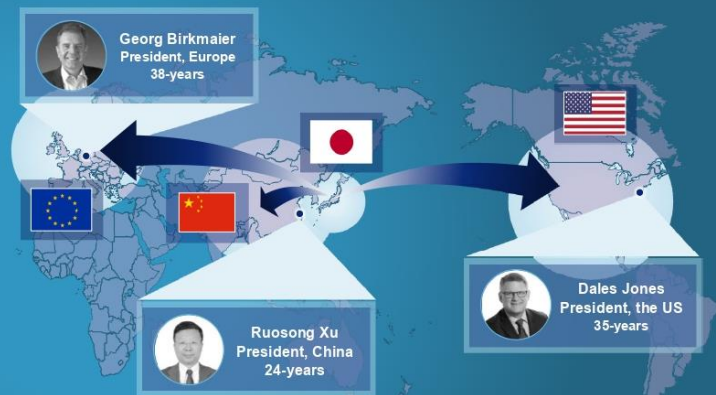 Georg Birkmaier
President, Europe
38-years
Ruosong Xu
President, China
24-years
Dales Jones
President, the US
35-years